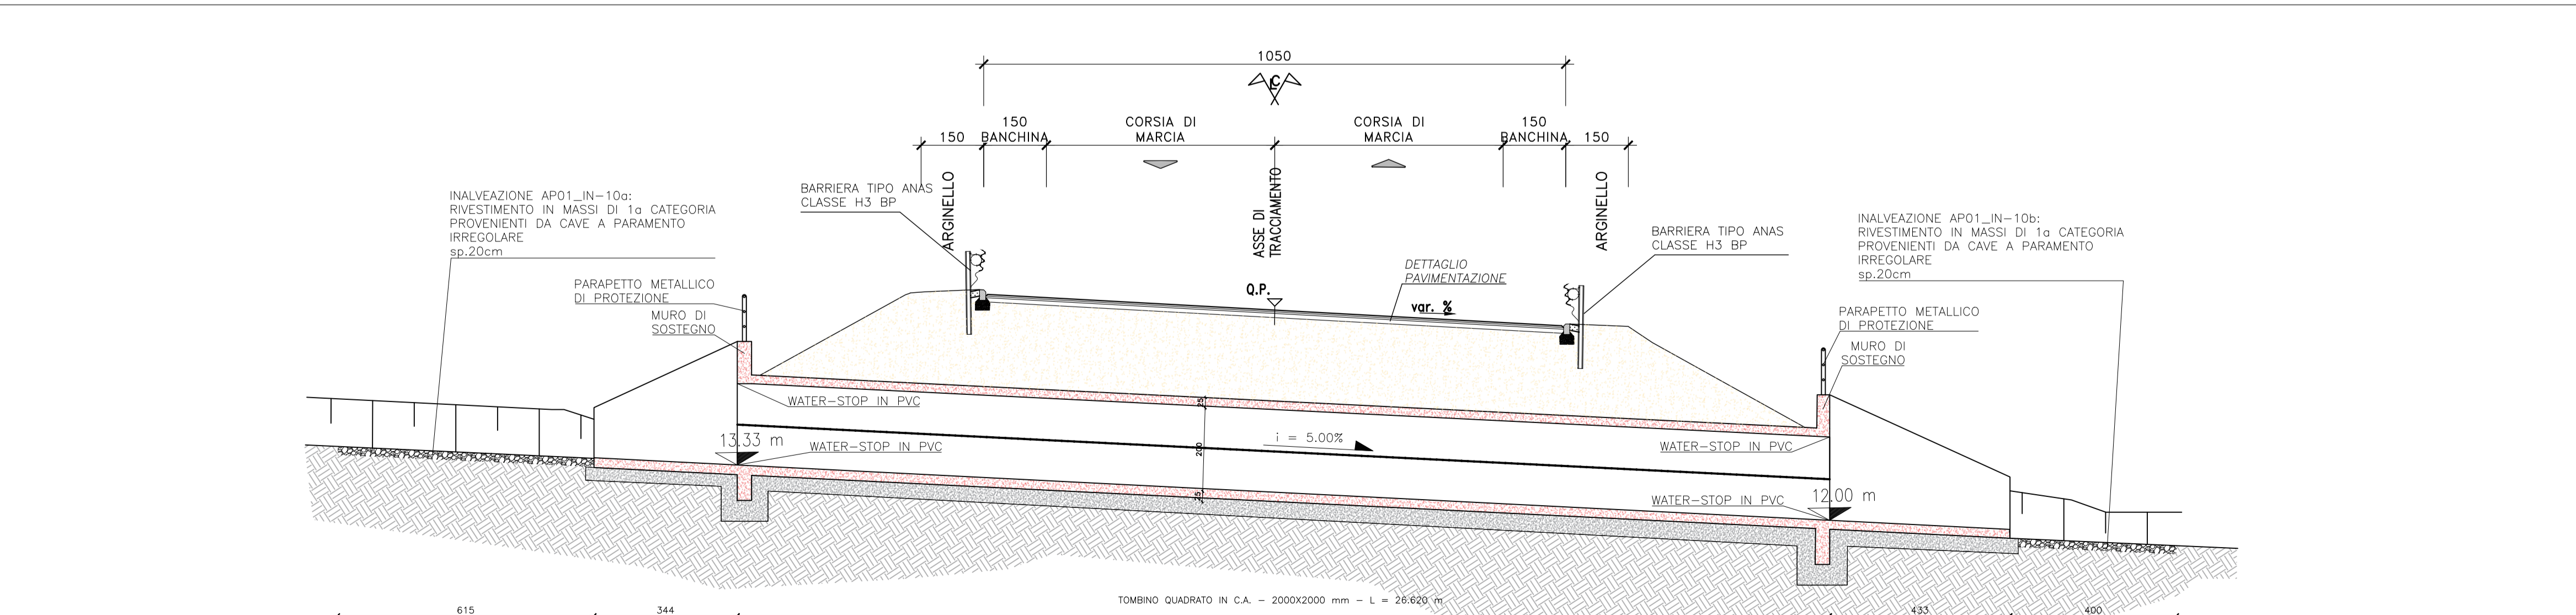 1050
C
150
BANCHINA
CORSIA DI
MARCIA
CORSIA DI
MARCIA
150
BANCHINA
150
150
ARGINELLO
ASSE DI
TRACCIAMENTO
ARGINELLO
BARRIERA TIPO ANAS
CLASSE H3 BP
INALVEAZIONE AP01_IN-10a:
RIVESTIMENTO IN MASSI DI 1a CATEGORIA
PROVENIENTI DA CAVE A PARAMENTO
IRREGOLARE
sp.20cm
INALVEAZIONE AP01_IN-10b:
RIVESTIMENTO IN MASSI DI 1a CATEGORIA
PROVENIENTI DA CAVE A PARAMENTO
IRREGOLARE
sp.20cm
BARRIERA TIPO ANAS
CLASSE H3 BP
DETTAGLIO
PAVIMENTAZIONE
Q.P.
var. %
PARAPETTO METALLICO
DI PROTEZIONE
MURO DI
SOSTEGNO
PARAPETTO METALLICO
DI PROTEZIONE
MURO DI
SOSTEGNO
WATER-STOP IN PVC
25
13.33 m
WATER-STOP IN PVC
200
i = 5.00%
WATER-STOP IN PVC
25
WATER-STOP IN PVC
12.00 m
TOMBINO QUADRATO IN C.A. - 2000X2000 mm - L = 26.620 m
615
344
433
400